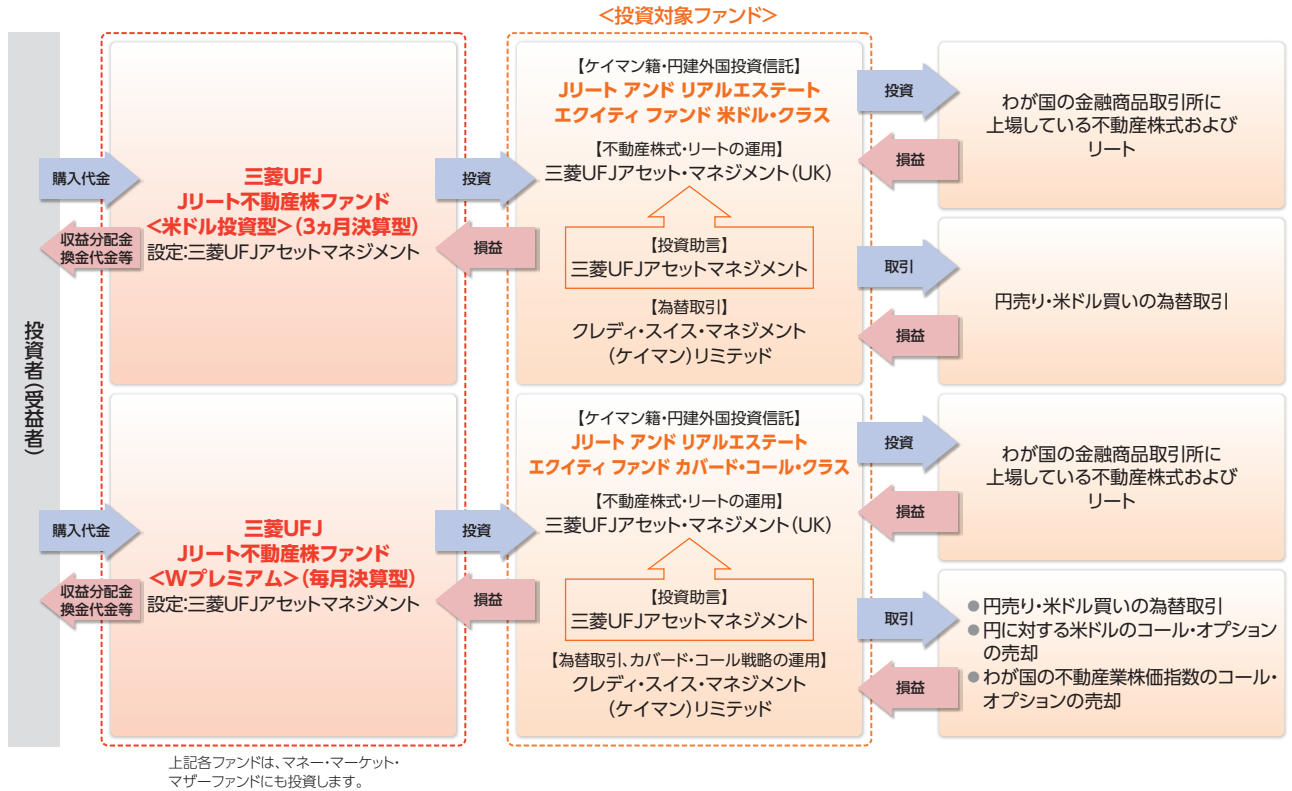 <投資対象ファンド>
投資者(受益者)
購入代金
収益分配金
換金代金等
三菱UFJ
Jリート不動産株ファンド
<米ドル投資型>(3ヵ月決算型)
設定:三菱UFJアセットマネジメント
投資
損益
【ケイマン籍・円建外国投資信託】
Jリート アンド リアルエステート
エクイティ ファンド 米ドル・クラス
【不動産株式・リートの運用】
三菱UFJアセット・マネジメント(UK)
【投資助言】
三菱UFJアセットマネジメント
【為替取引】
クレディ・スイス・マネジメント
(ケイマン)リミテッド
投資
損益
わが国の金融商品取引所に
上場している不動産株式および
リート
取引
損益
円売り・米ドル買いの為替取引
購入代金
収益分配金
換金代金等
三菱UFJ
Jリート不動産株ファンド
<Wプレミアム>(毎月決算型)
設定:三菱UFJアセットマネジメント
投資
損益
【ケイマン籍・円建外国投資信託】
Jリート アンド リアルエステート
エクイティ ファンド カバード・コール・クラス
【不動産株式・リートの運用】
三菱UFJアセット・マネジメント(UK)
【投資助言】
三菱UFJアセットマネジメント
【為替取引、カバード・コール戦略の運用】
クレディ・スイス・マネジメント
(ケイマン)リミテッド
投資
損益
わが国の金融商品取引所に
上場している不動産株式および
リート
取引
損益
●円売り・米ドル買いの為替取引
●円に対する米ドルのコール・オプション
の売却
●わが国の不動産業株価指数のコール・
オプションの売却
上記各ファンドは、マネー・マーケット・
マザーファンドにも投資します。